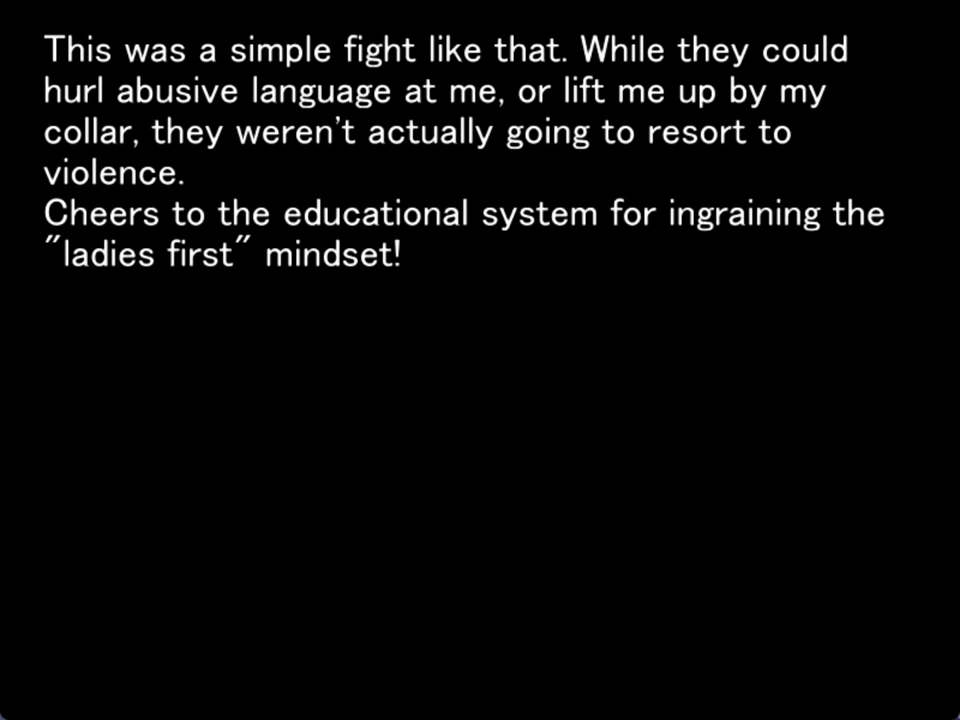 This was a simple fight like that. While they could
hurl abusive language at me, or lift me up by my
collar, they weren't actually going to resort to
violence.
Cheers to the educational system for ingraining the
"ladies first" mindset!